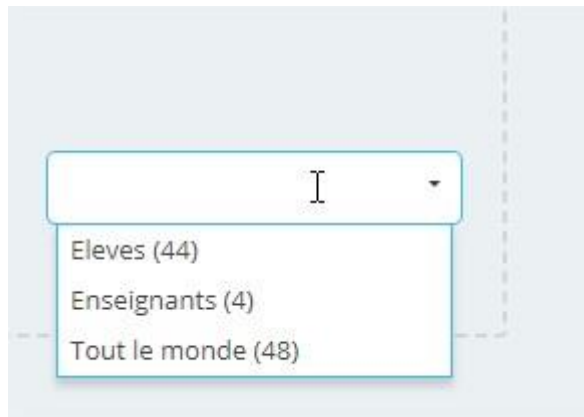 Eleves (44)
Enseignants (4)
Tout le monde (48)